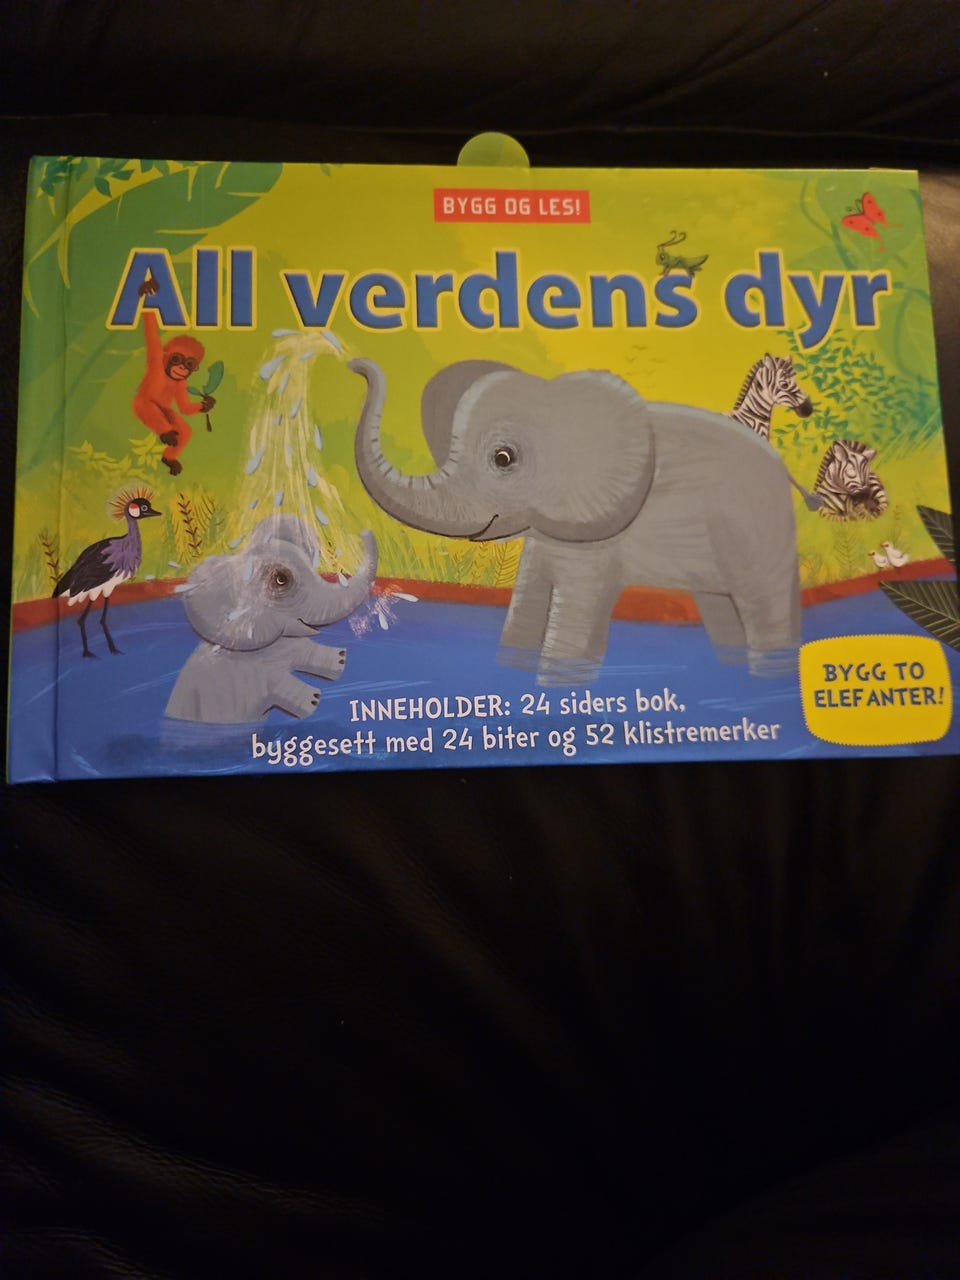 BYGG OG LES!
All verdens dyr
INNEHOLDER: 24 siders bok,
byggesett med 24 biter og 52 klistremerker
BYGG TO
ELEFANTER!